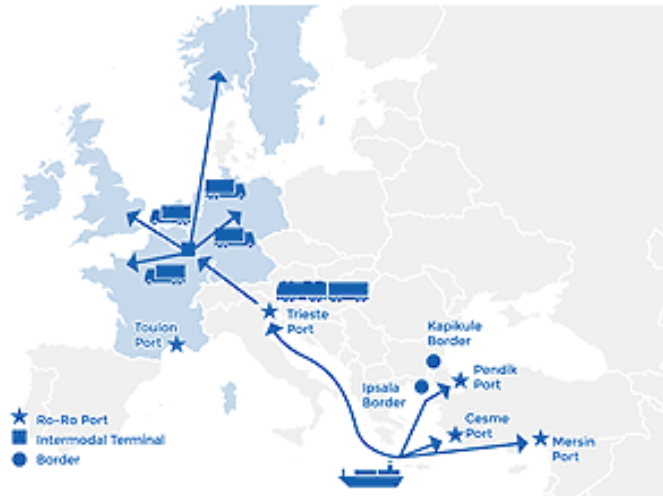 Toulon
Port
Trieste
Port
Kapikule
Border
Ipsala
Border
Pendik
Port
Cesme
Port
Mersin
Port
Ro-Ro Port
Intermodal Terminal
Border